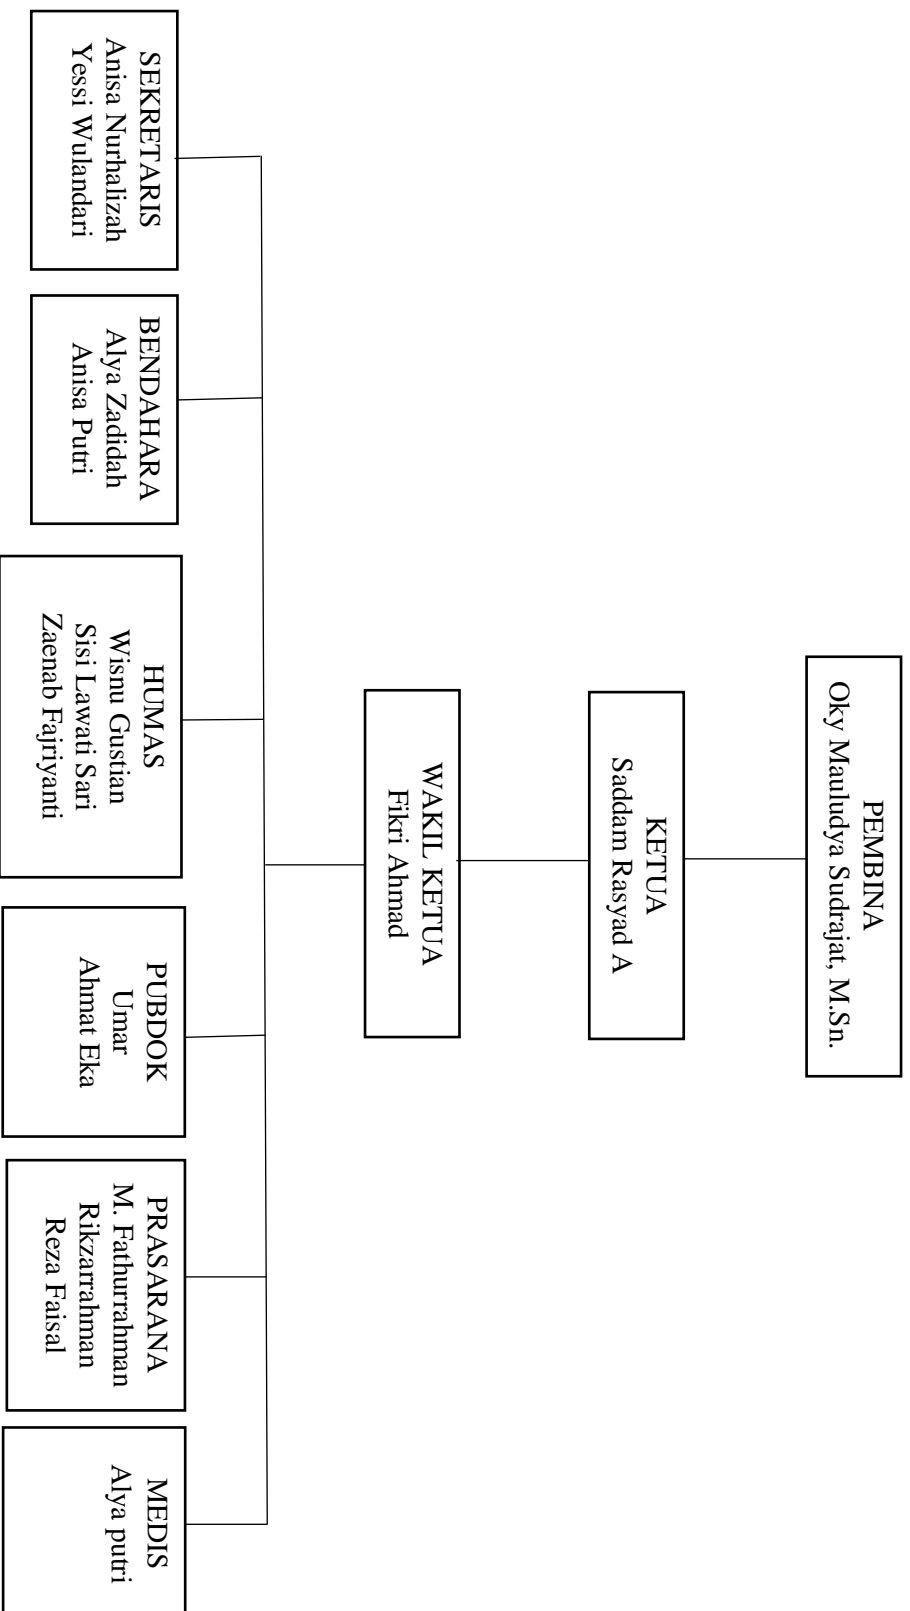 PEMBINA
Oky Mauludya Sudrajat, M.Sn.
KETUA
Saddam Rasyad A
WAKIL KETUA
Fikri Ahmad
SEKRETARIS
Anisa Nurhalizah
Yessi Wulandari
BENDAHARA
Alya Zadidah
Anisa Putri
HUMAS
Wisnu Gustian
Sisi Lawati Sari
Zaenab Fajriyanti
PUBDOK
Umar
Ahmat Eka
PRASARANA
M. Fathurrahman
Rikzarrahman
Reza Faisal
MEDIS
Alya putri